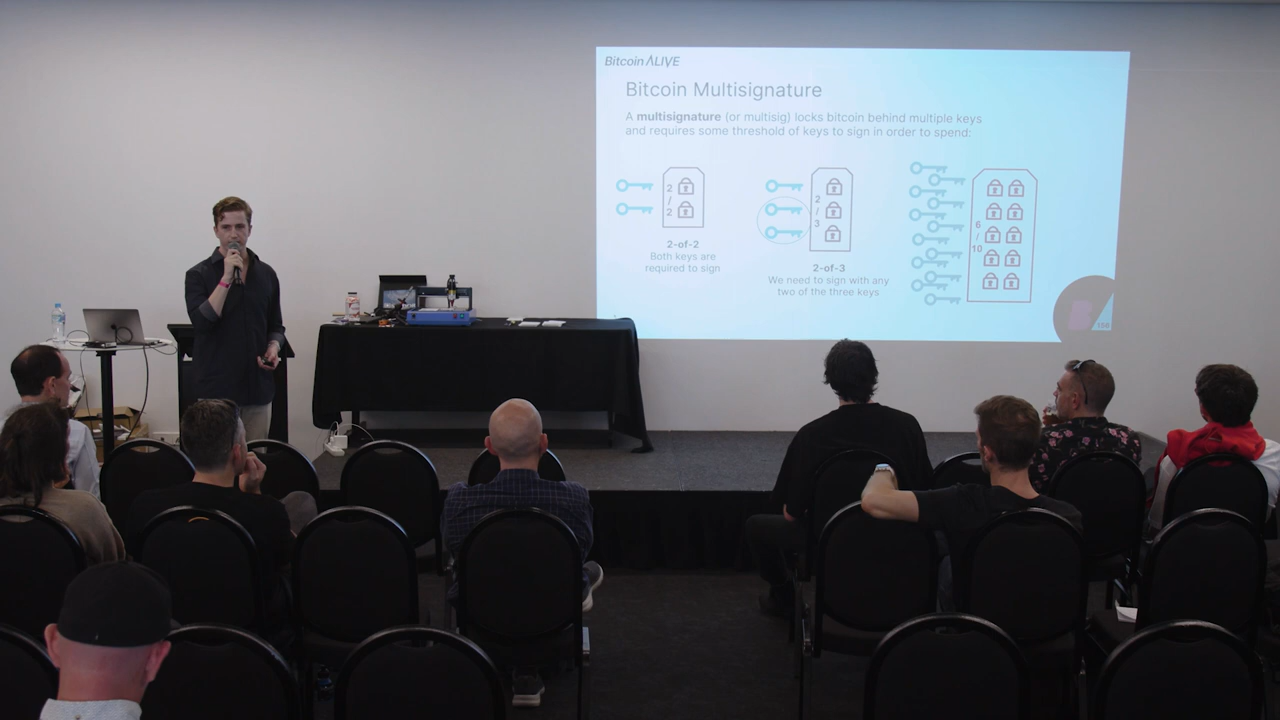 Bitcoin ALIVE
Bitcoin Multisignature
A multisignature (or multisig) locks bitcoin behind multiple keys
and requires some threshold of keys to sign in order to spend:
2
/
2
2-of-2
Both keys are
required to sign
2
/
3
2-of-3
We need to sign with any
two of the three keys
6
/
10